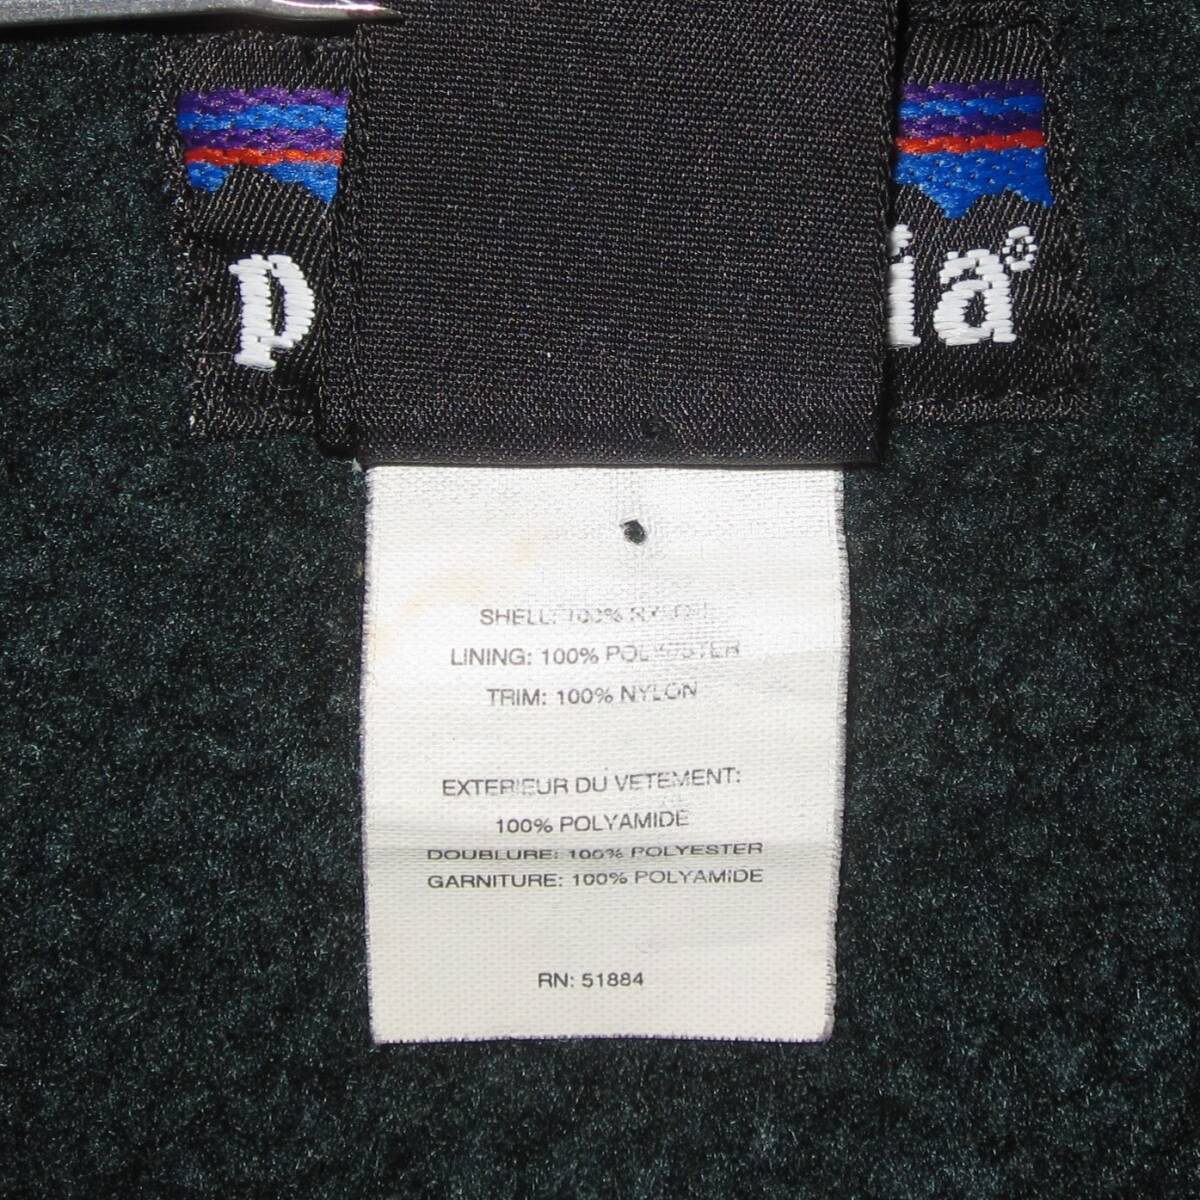 p ia®
SHELL: 100% NYLON
LINING: 100% POLYESTER
TRIM: 100% NYLON
EXTERIEUR DU VETEMENT:
100% POLYAMIDE
DOUBLURE: 100% POLYESTER
GARNITURE: 100% POLYAMIDE
RN: 51884